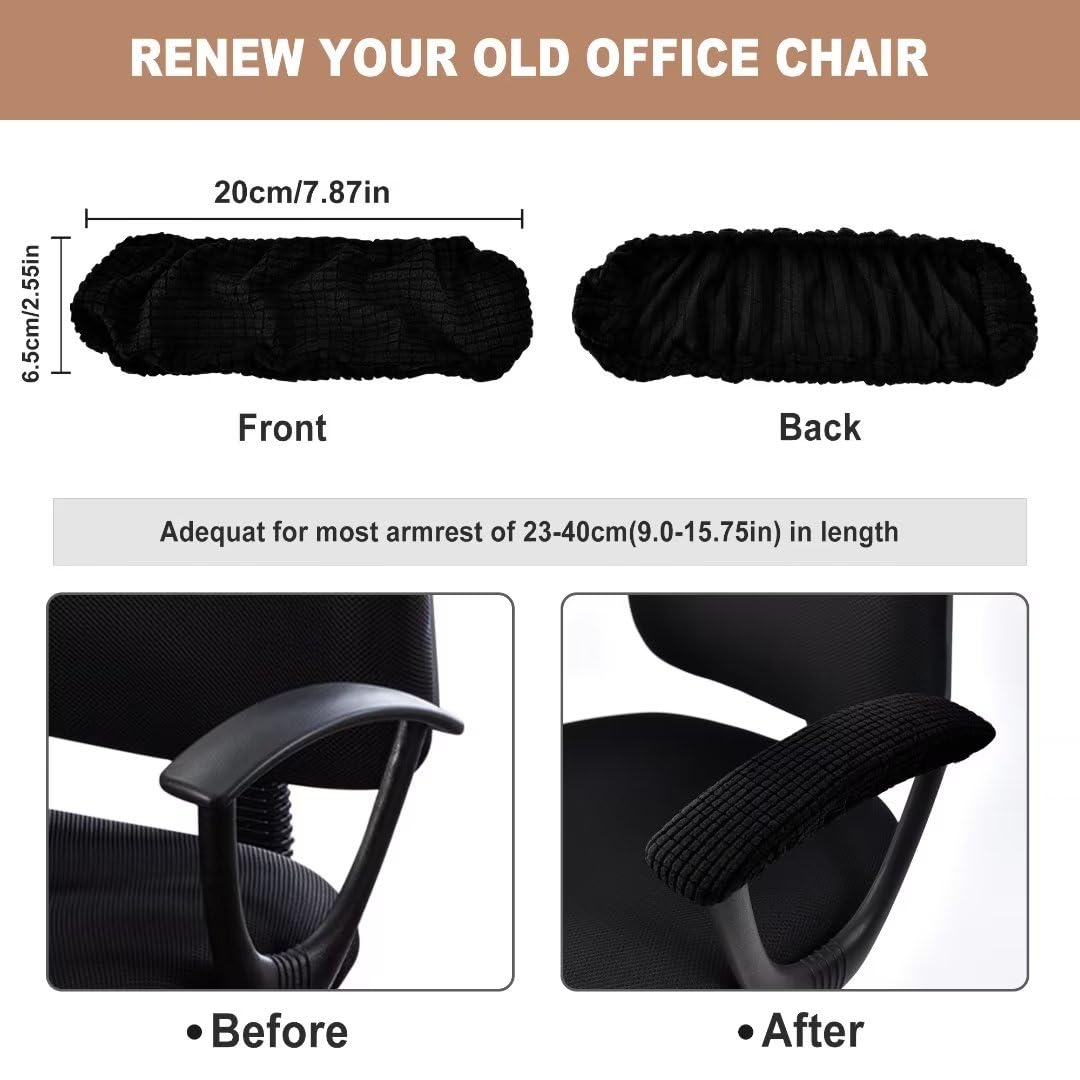 RENEW YOUR OLD OFFICE CHAIR
20cm/7.87in
6.5cm/2.55in
Front
Back
Adequat for most armrest of 23-40cm(9.0-15.75in) in length
•Before
•After